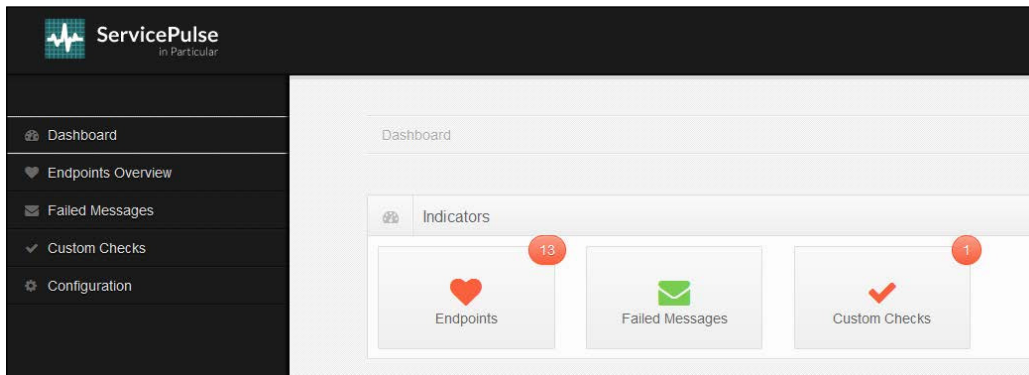 ServicePulse
in Particular
Dashboard
Endpoints Overview
Failed Messages
Custom Checks
Configuration
Dashboard
Indicators
13
1
Endpoints
Failed Messages
Custom Checks